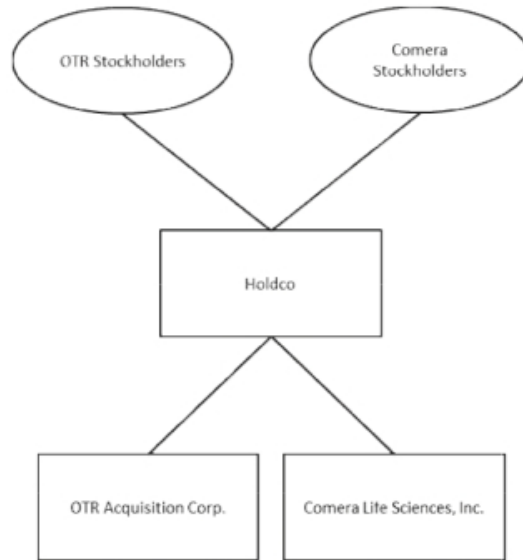 OTR Stockholders
Comera
Stockholders
Holdco
OTR Acquisition Corp.
Comera Life Sciences, Inc.